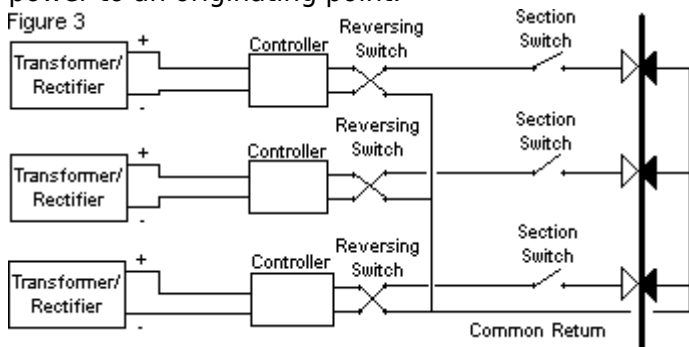 power to an originating point.
Figure 3
+
-
Transformer/
Rectifier
Controller
Reversing
Switch
Section
Switch
+
-
Transformer/
Rectifier
Controller
Reversing
Switch
Section
Switch
+
-
Transformer/
Rectifier
Controller
Reversing
Switch
Section
Switch
Common Return